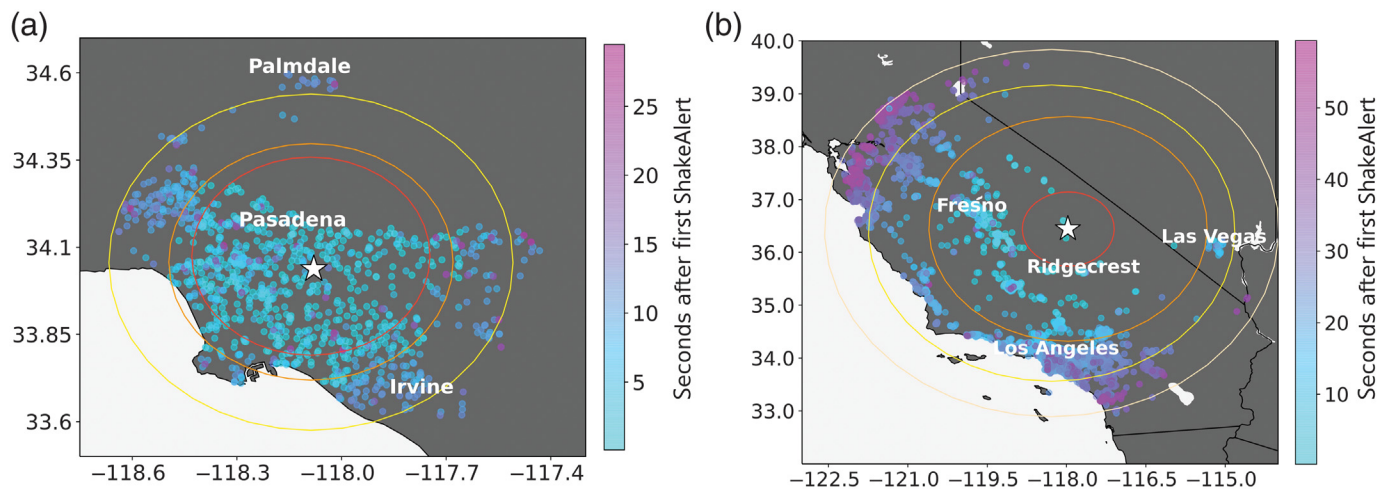 (a)
34.6
34.35
34.1
33.85
33.6
−118.6 −118.3 −118.0 −117.7 −117.4
Palmdale
Pasadena
Irvine
25
20
15
10
5
Seconds after first ShakeAlert
(b)
40.0
39.0
38.0
37.0
36.0
35.0
34.0
33.0
−122.5 −121.0 −119.5 −118.0 −116.5 −115.0
Fresno
Las Vegas
Ridgecrest
Los Angeles
50
40
30
20
10
Seconds after first ShakeAlert